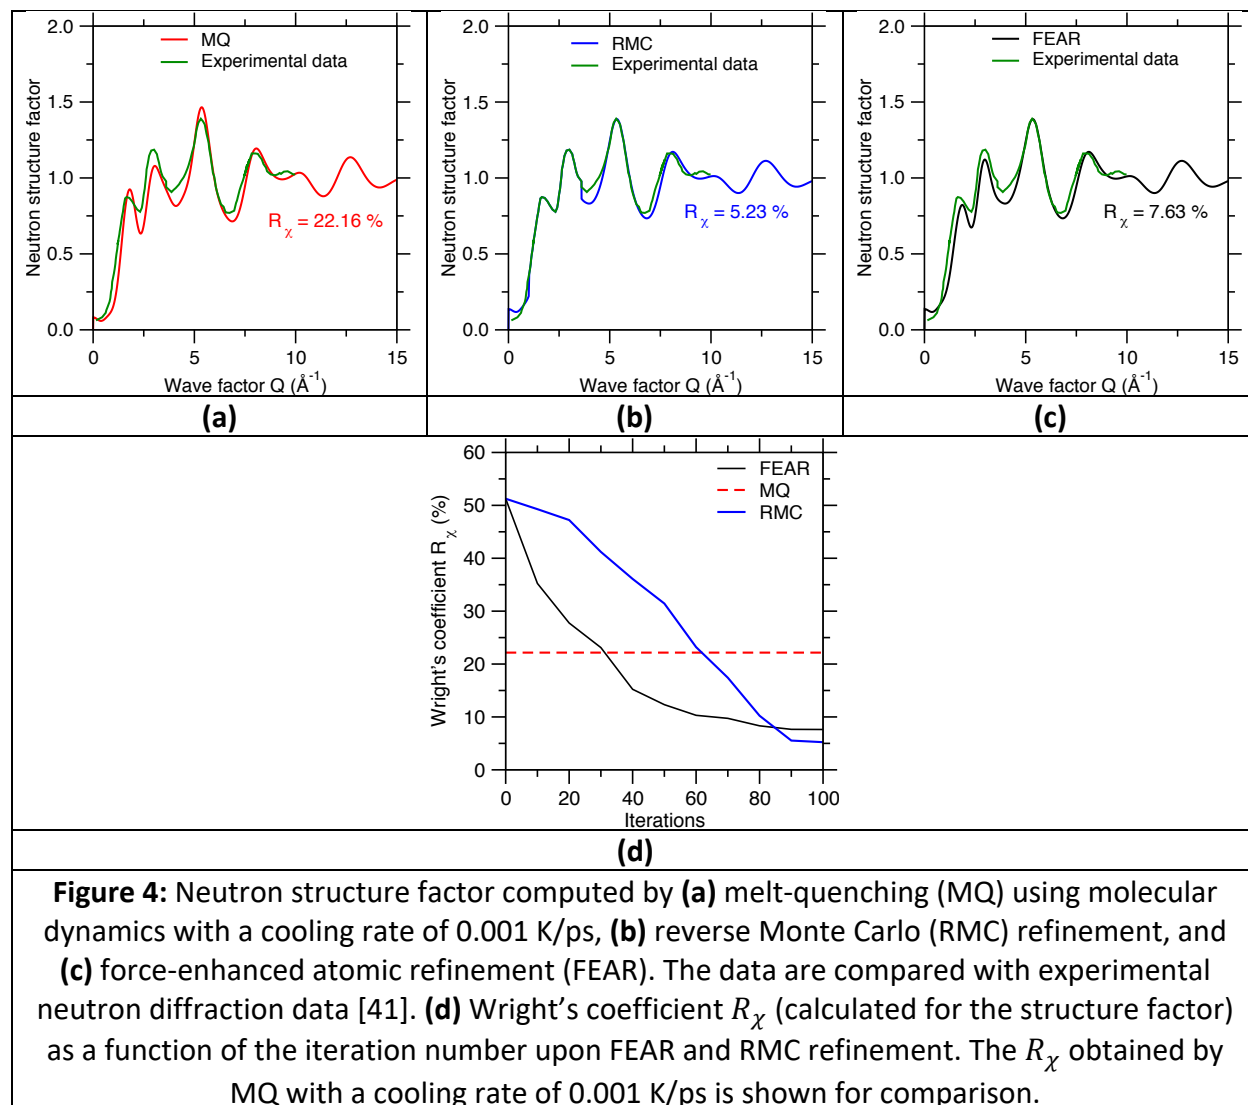 2.0
1.5
1.0
0.5
0.0
Neutron structure factor
MQ
Experimental data
R_χ = 22.16 %
0 5 10 15
Wave factor Q (Å⁻¹)
2.0
1.5
1.0
0.5
0.0
Neutron structure factor
RMC
Experimental data
R_χ = 5.23 %
0 5 10 15
Wave factor Q (Å⁻¹)
2.0
1.5
1.0
0.5
0.0
Neutron structure factor
FEAR
Experimental data
R_χ = 7.63 %
0 5 10 15
Wave factor Q (Å⁻¹)
(a)
(b)
(c)
60
50
40
30
20
10
0
Wright's coefficient R_χ (%)
FEAR
MQ
RMC
0 20 40 60 80 100
Iterations
(d)
Figure 4: Neutron structure factor computed by (a) melt-quenching (MQ) using molecular
dynamics with a cooling rate of 0.001 K/ps, (b) reverse Monte Carlo (RMC) refinement, and
(c) force-enhanced atomic refinement (FEAR). The data are compared with experimental
neutron diffraction data [41]. (d) Wright's coefficient R_χ (calculated for the structure factor)
as a function of the iteration number upon FEAR and RMC refinement. The R_χ obtained by
MQ with a cooling rate of 0.001 K/ps is shown for comparison.